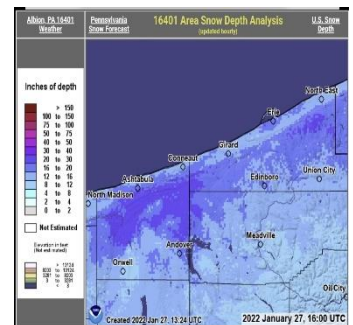 Albion, PA 16401
Weather
Pennsylvania
Snow Forecast
16401 Area Snow Depth Analysis
(updated hourly)
U.S. Snow
Depth
Inches of depth
> 150
100 to 150
75 to 100
50 to 75
40 to 50
30 to 40
20 to 30
16 to 20
12 to 16
8 to 12
4 to 8
2 to 4
0 to 2
Not Estimated
Elevation in feet
North East
Erie
Girard
Conneaut
Union City
Edinboro
Ashtabula
North Madison
Meadville
Andover
Orwell
Oil City
Created 2022 Jan 27, 13:24 UTC
2022 January 27, 16:00 UTC